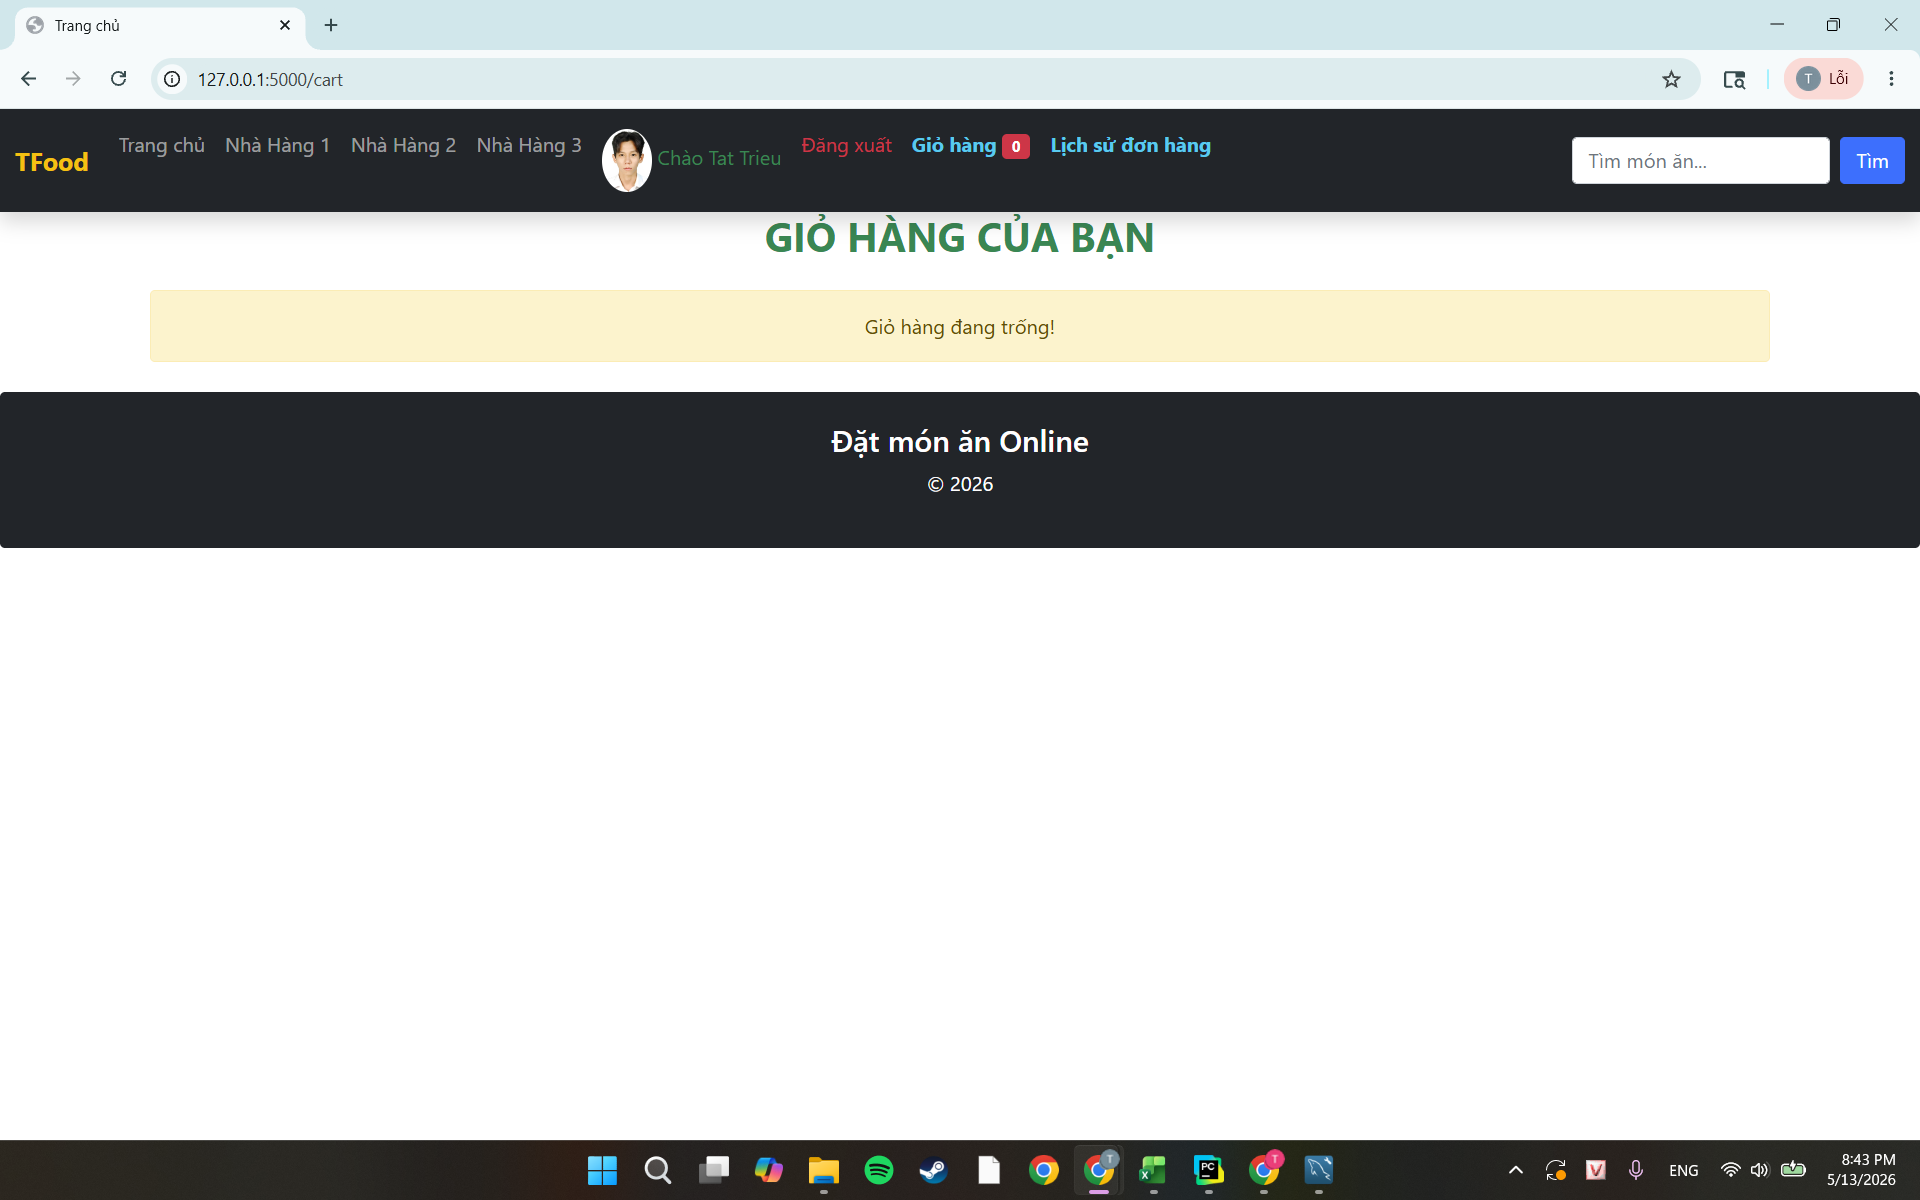 Trang chủ
127.0.0.1:5000/cart
T Lỗi
TFood
Trang chủ Nhà Hàng 1 Nhà Hàng 2 Nhà Hàng 3 Chào Tat Trieu Đăng xuất Giỏ hàng 0 Lịch sử đơn hàng
Tìm món ăn... Tìm
GIỎ HÀNG CỦA BẠN
Giỏ hàng đang trống!
Đặt món ăn Online
© 2026
T
X
PC
T
V
ENG
8:43 PM
5/13/2026